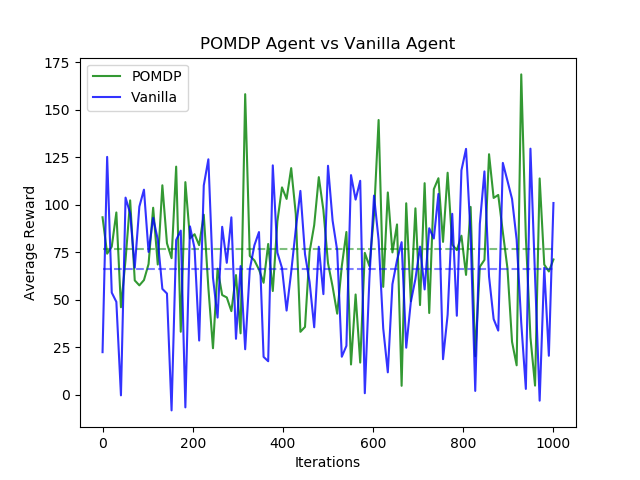 POMDP Agent vs Vanilla Agent
POMDP
Vanilla
Average Reward
175
150
125
100
75
50
25
0
0 200 400 600 800 1000
Iterations